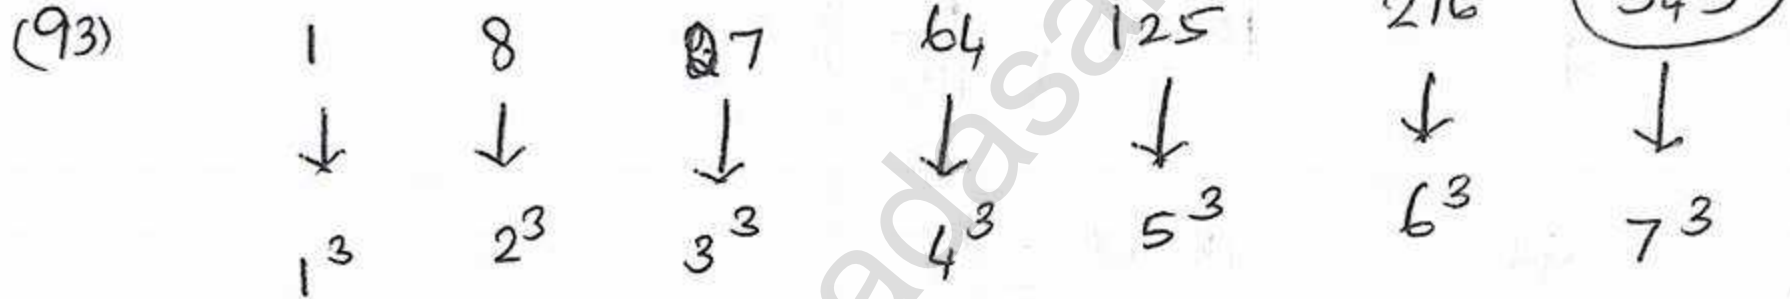 (93) 1 8 27 64 125 216 343
↓ ↓ ↓ ↓ ↓ ↓ ↓
1³ 2³ 3³ 4³ 5³ 6³ 7³